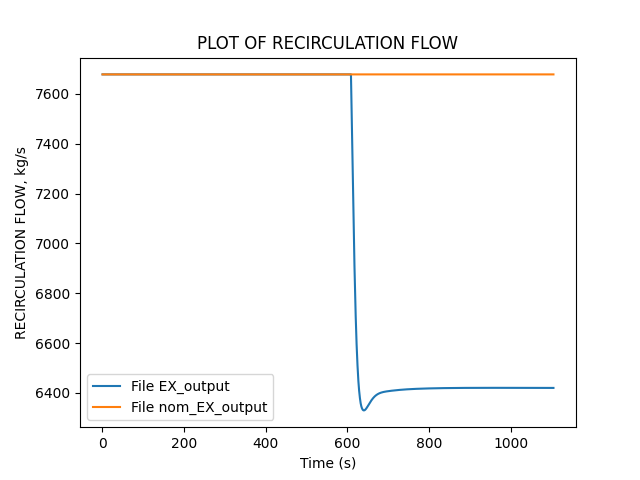 PLOT OF RECIRCULATION FLOW
RECIRCULATION FLOW, kg/s
7600
7400
7200
7000
6800
6600
6400
File EX_output
File nom_EX_output
0 200 400 600 800 1000
Time (s)